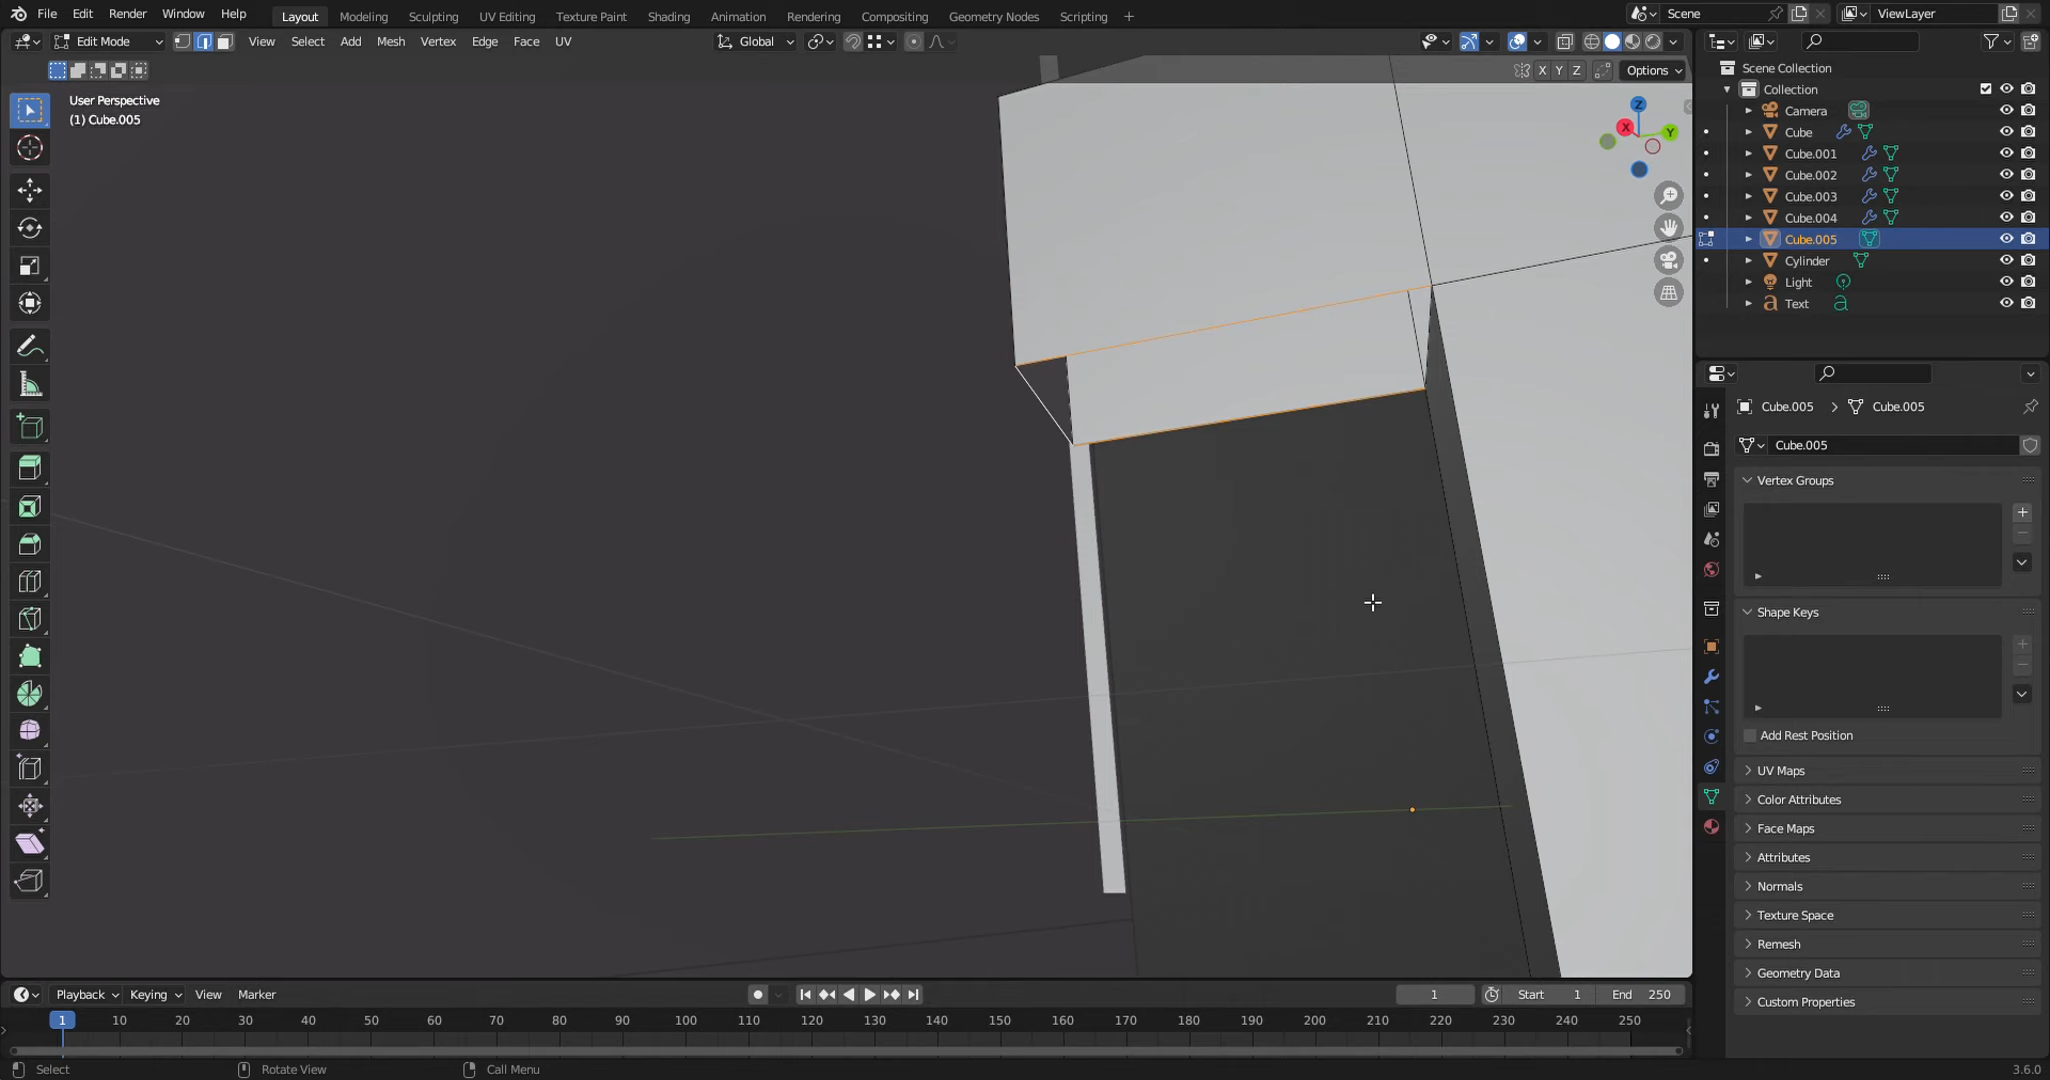 File Edit Render Window Help Layout Modeling Sculpting UV Editing Texture Paint Shading Animation Rendering Compositing Geometry Nodes Scripting + Scene ViewLayer
Edit Mode View Select Add Mesh Vertex Edge Face UV Global
X Y Z Options
User Perspective
(1) Cube.005
Z
X Y
Scene Collection
Collection
Camera
Cube
Cube.001
Cube.002
Cube.003
Cube.004
Cube.005
Cylinder
Light
Text
Cube.005 Cube.005
Cube.005
Vertex Groups
Shape Keys
Add Rest Position
UV Maps
Color Attributes
Face Maps
Attributes
Normals
Texture Space
Remesh
Geometry Data
Custom Properties
Playback Keying View Marker 1 Start 1 End 250
1 10 20 30 40 50 60 70 80 90 100 110 120 130 140 150 160 170 180 190 200 210 220 230 240 250
Select Rotate View Call Menu 3.6.0